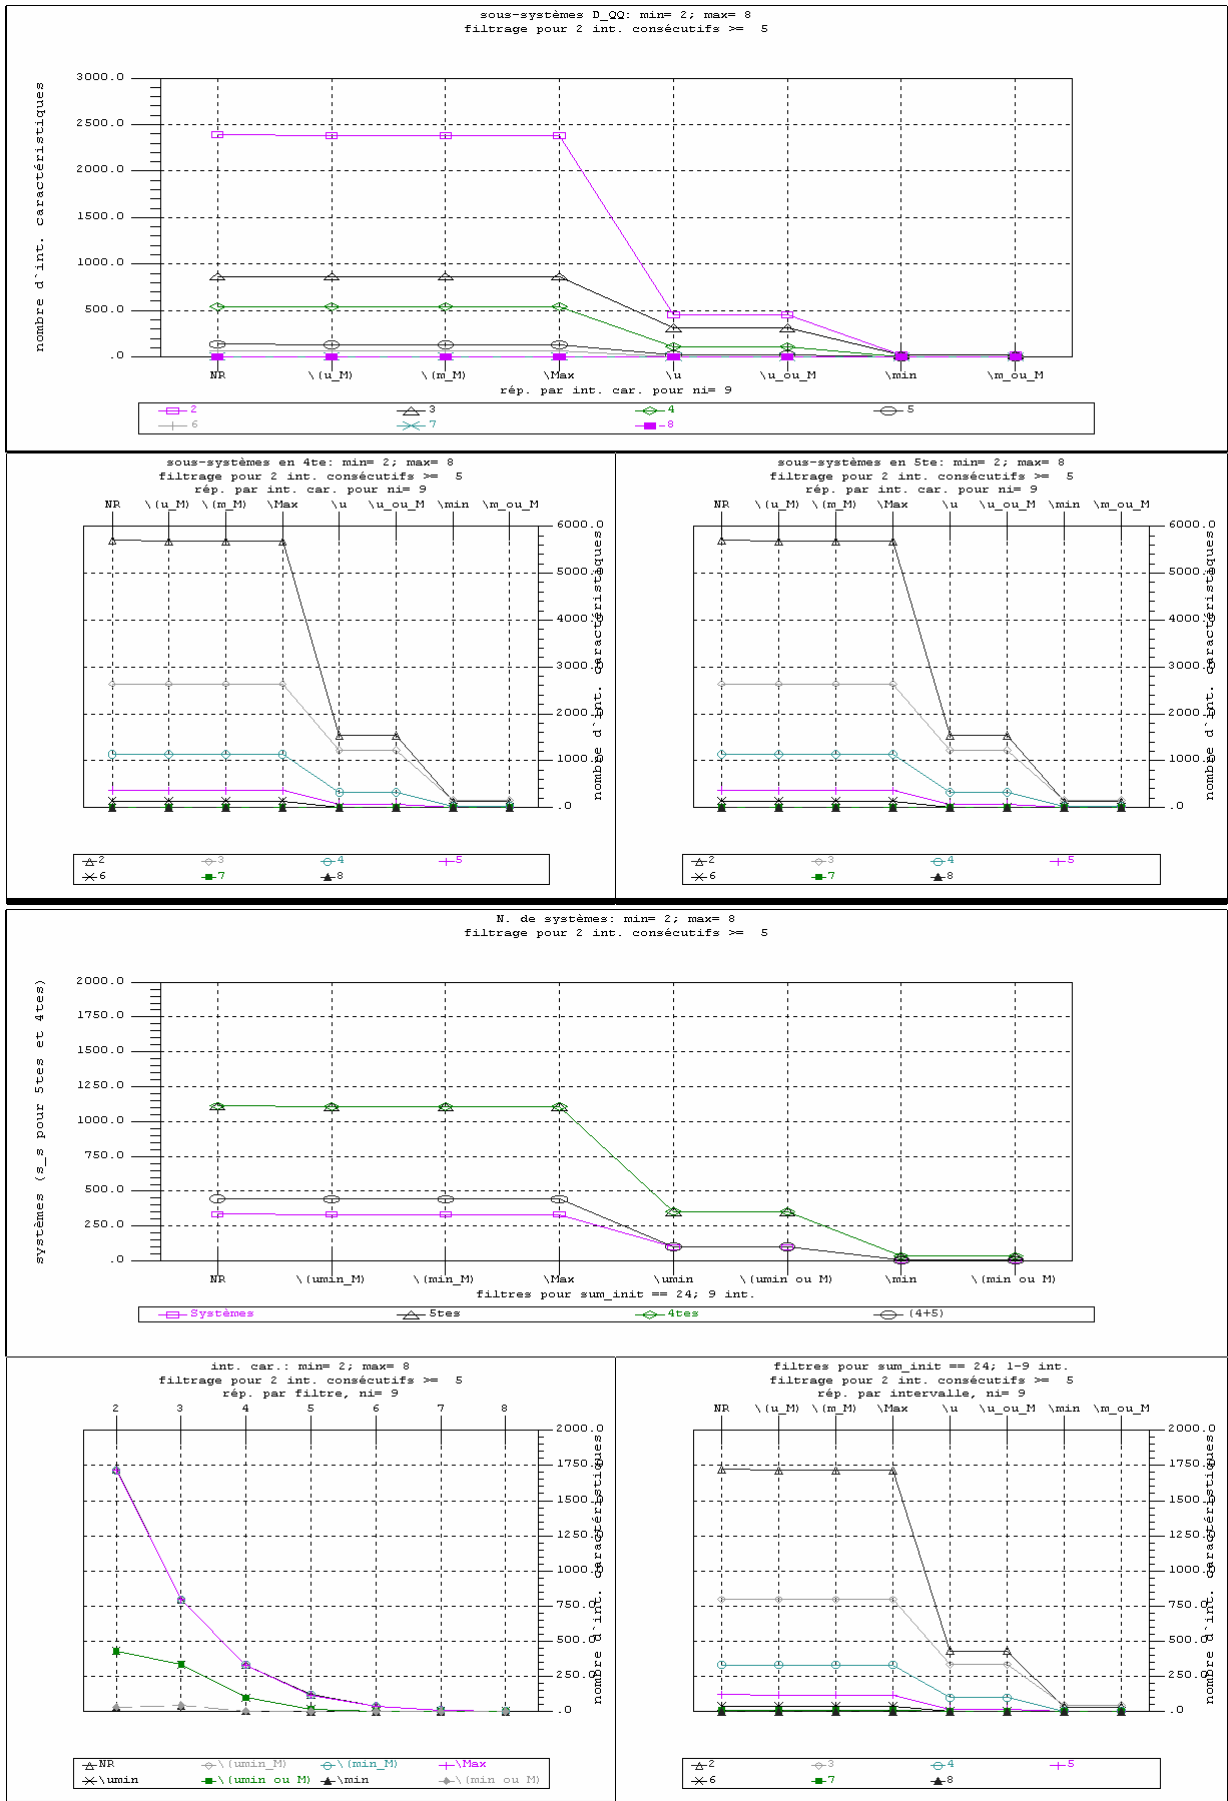 sous-systèmes D_QQ: min= 2; max= 8
filtrage pour 2 int. consécutifs >=  5
nombre d`int. caractéristiques
3000.0
2500.0
2000.0
1500.0
1000.0
500.0
.0
NR \(u_M) \(m_M) \Max \u \u_ou_M \min \m_ou_M
rép. par int. car. pour ni= 9
2 3 4 5
6 7 8
sous-systèmes en 4te: min= 2; max= 8
filtrage pour 2 int. consécutifs >=  5
rép. par int. car. pour ni= 9
NR \(u_M) \(m_M) \Max \u \u_ou_M \min \m_ou_M
6000.0
5000.0
4000.0
3000.0
2000.0
1000.0
.0
nombre d`int. caractéristiques
2 3 4 5
6 7 8
sous-systèmes en 5te: min= 2; max= 8
filtrage pour 2 int. consécutifs >=  5
rép. par int. car. pour ni= 9
NR \(u_M) \(m_M) \Max \u \u_ou_M \min \m_ou_M
6000.0
5000.0
4000.0
3000.0
2000.0
1000.0
.0
nombre d`int. caractéristiques
2 3 4 5
6 7 8
N. de systèmes: min= 2; max= 8
filtrage pour 2 int. consécutifs >=  5
systèmes (s_s pour 5tes et 4tes)
2000.0
1750.0
1500.0
1250.0
1000.0
750.0
500.0
250.0
.0
NR \(umin_M) \(min_M) \Max \umin \(umin ou M) \min \(min ou M)
filtres pour sum_init == 24; 9 int.
Systèmes 5tes 4tes (4+5)
int. car.: min= 2; max= 8
filtrage pour 2 int. consécutifs >=  5
rép. par filtre, ni= 9
2 3 4 5 6 7 8
2000.0
1750.0
1500.0
1250.0
1000.0
750.0
500.0
250.0
.0
nombre d`int. caractéristiques
NR \(umin_M) \(min_M) \Max
\umin \(umin ou M) \min \(min ou M)
filtres pour sum_init == 24; 1-9 int.
filtrage pour 2 int. consécutifs >=  5
rép. par intervalle, ni= 9
NR \(u_M) \(m_M) \Max \u \u_ou_M \min \m_ou_M
2000.0
1750.0
1500.0
1250.0
1000.0
750.0
500.0
250.0
.0
nombre d`int. caractéristiques
2 3 4 5
6 7 8